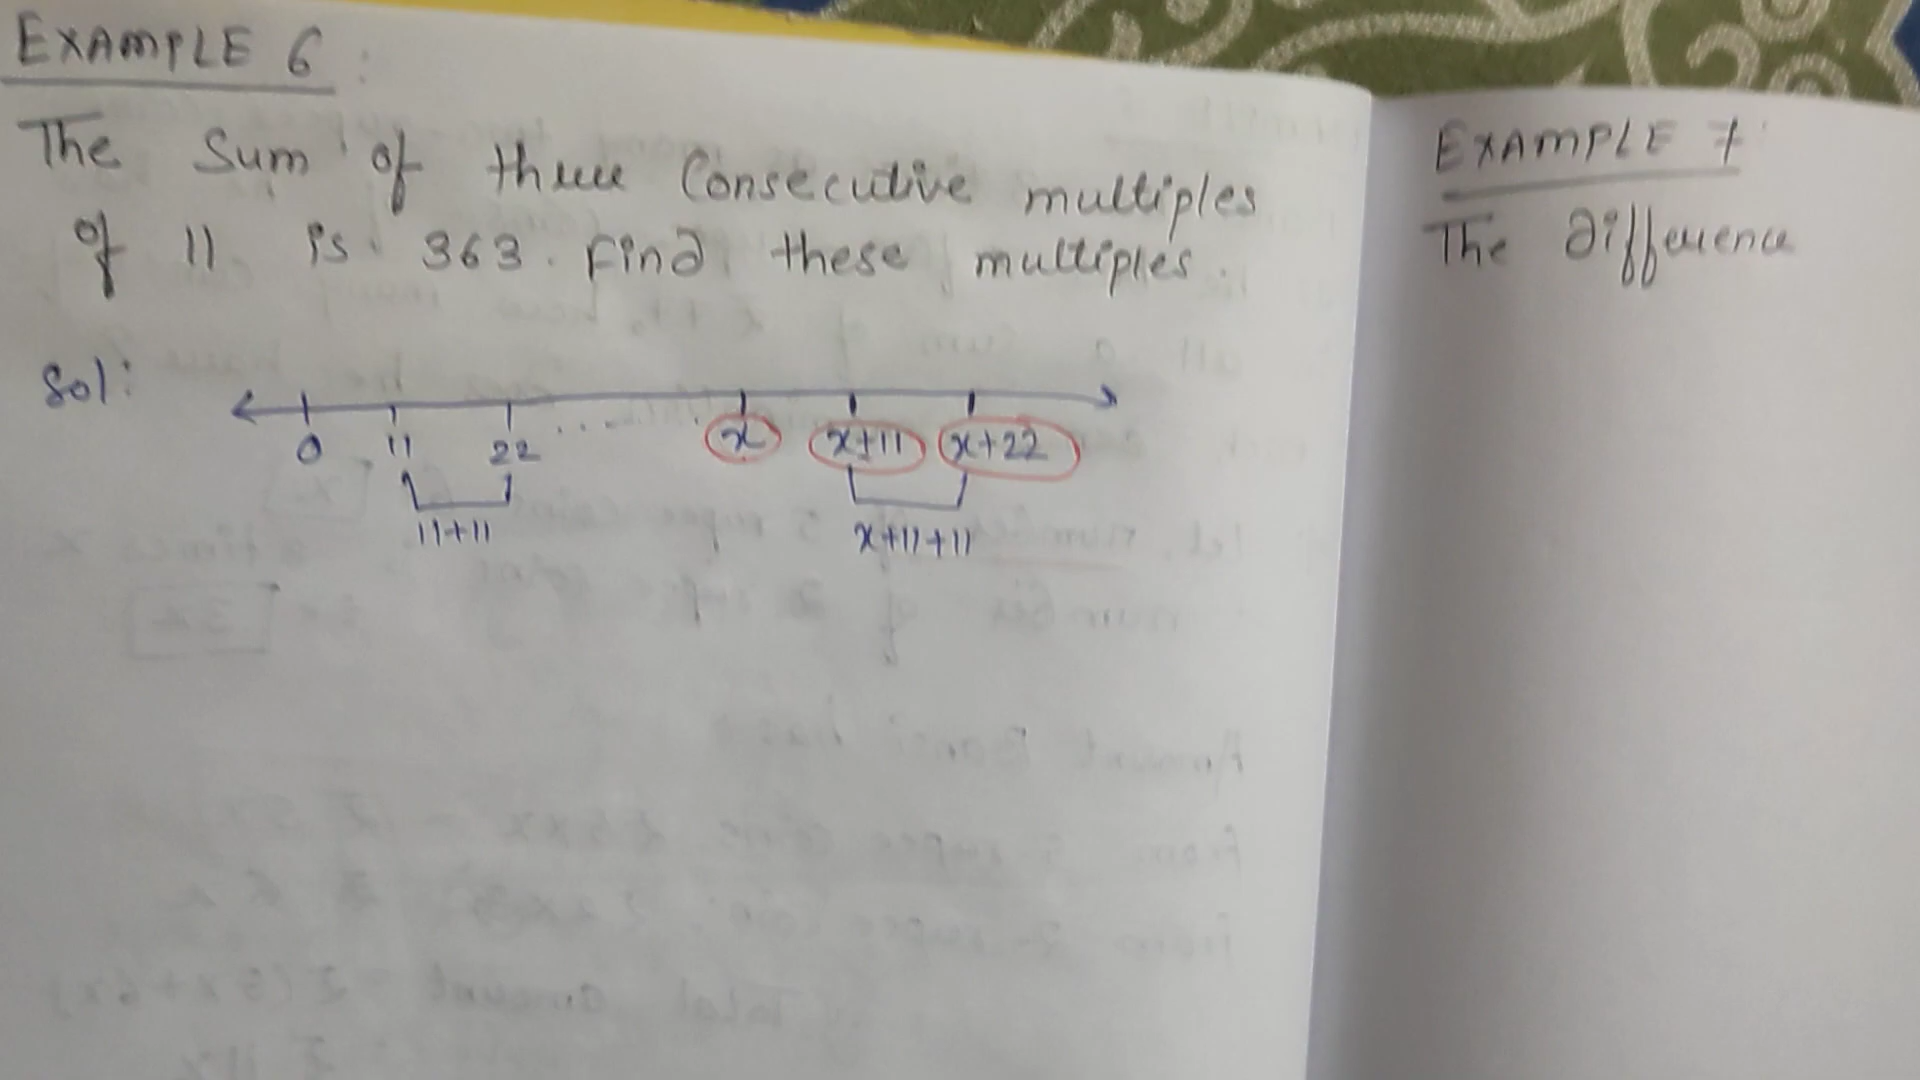 EXAMPLE 6 :
The Sum of three Consecutive multiples
of 11 is 363. Find these multiples.
Sol:
0 11 22 ..... x x+11 x+22
11+11 x+11+11
EXAMPLE 7:
The Difference